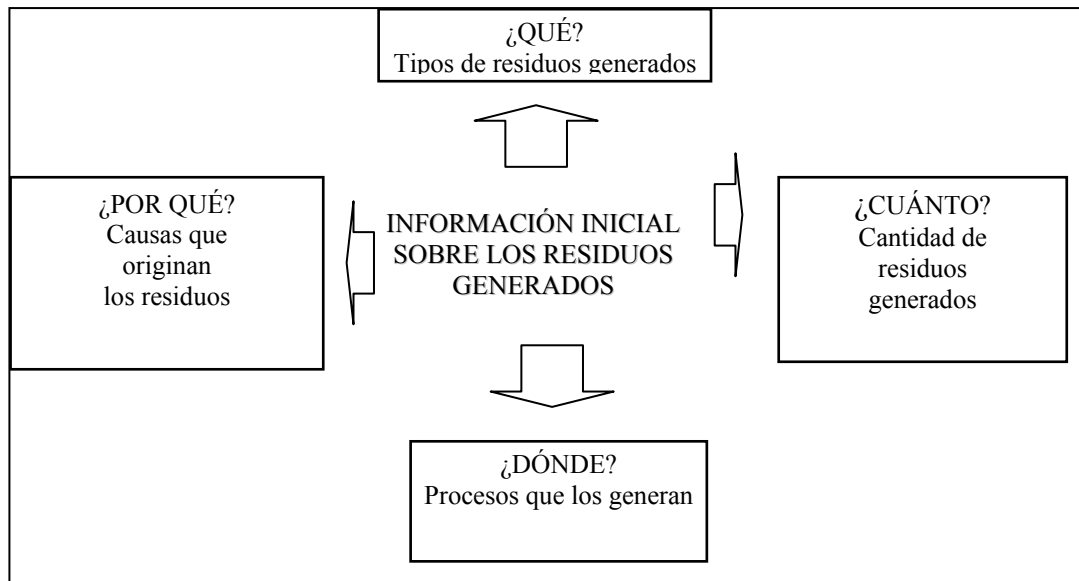 ¿QUÉ?
Tipos de residuos generados
¿POR QUÉ?
Causas que
originan
los residuos
INFORMACIÓN INICIAL
SOBRE LOS RESIDUOS
GENERADOS
¿CUÁNTO?
Cantidad de
residuos
generados
¿DÓNDE?
Procesos que los generan